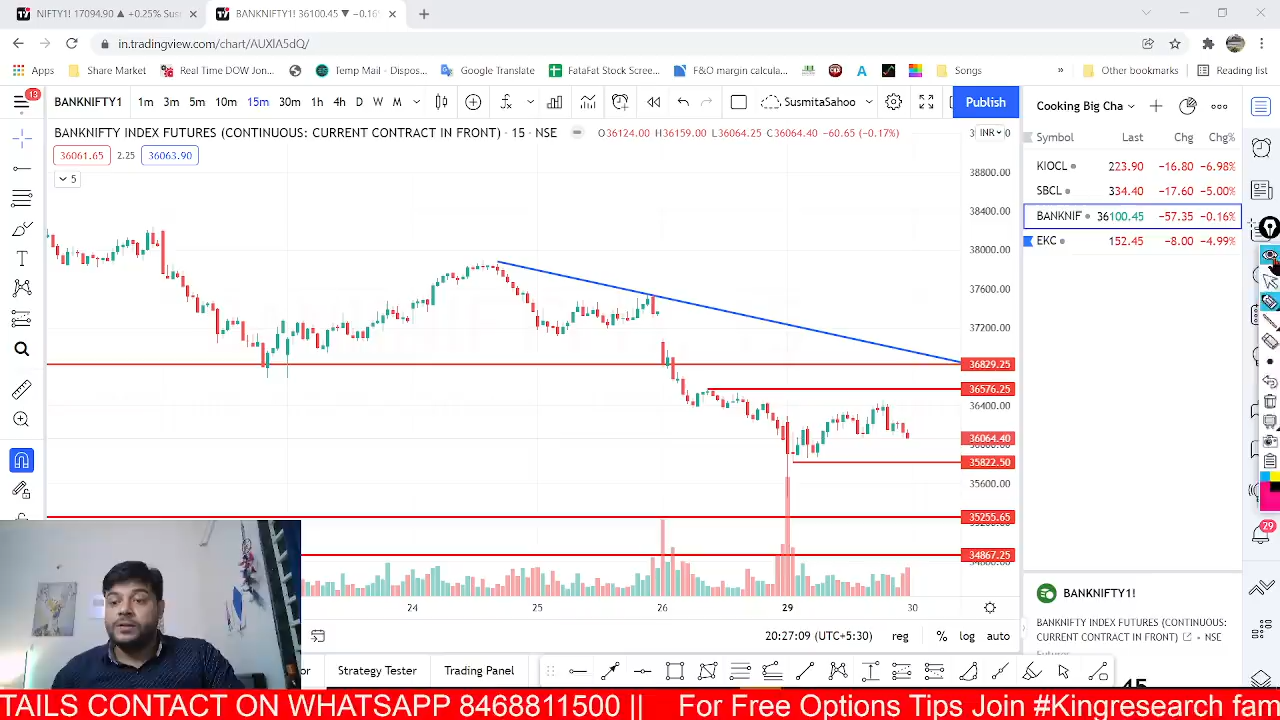 NIFTY1! 17094.90 ▲ +0.25% Sus
BANKNIFTY1! 36100.45 ▼ −0.16%
in.tradingview.com/chart/AUXlA5dQ/
Apps Share Market Real Time DOW Jon... Temp Mail - Dispos... Google Translate FataFat Stock Scree... F&O margin calcula... Songs » Other bookmarks Reading list
13 BANKNIFTY1 1m 3m 5m 10m 15m 30m 1h 4h D W M SusmitaSahoo Publish
BANKNIFTY INDEX FUTURES (CONTINUOUS: CURRENT CONTRACT IN FRONT) · 15 · NSE O36124.00 H36159.00 L36064.25 C36064.40 −60.65 (−0.17%) INR
36061.65 2.25 36063.90
5
38800.00
38400.00
38000.00
37600.00
37200.00
36829.25
36576.25
36400.00
36064.40
35822.50
35600.00
35255.65
34867.25
24 25 26 29 30
20:27:09 (UTC+5:30) reg % log auto
Strategy Tester Trading Panel
Cooking Big Cha
Symbol Last Chg Chg%
KIOCL 223.90 −16.80 −6.98%
SBCL 334.40 −17.60 −5.00%
BANKNIF 36100.45 −57.35 −0.16%
EKC 152.45 −8.00 −4.99%
29
BANKNIFTY1!
BANKNIFTY INDEX FUTURES (CONTINUOUS:
CURRENT CONTRACT IN FRONT) · NSE
Futures
TAILS CONTACT ON WHATSAPP 8468811500 || For Free Options Tips Join #Kingresearch fam